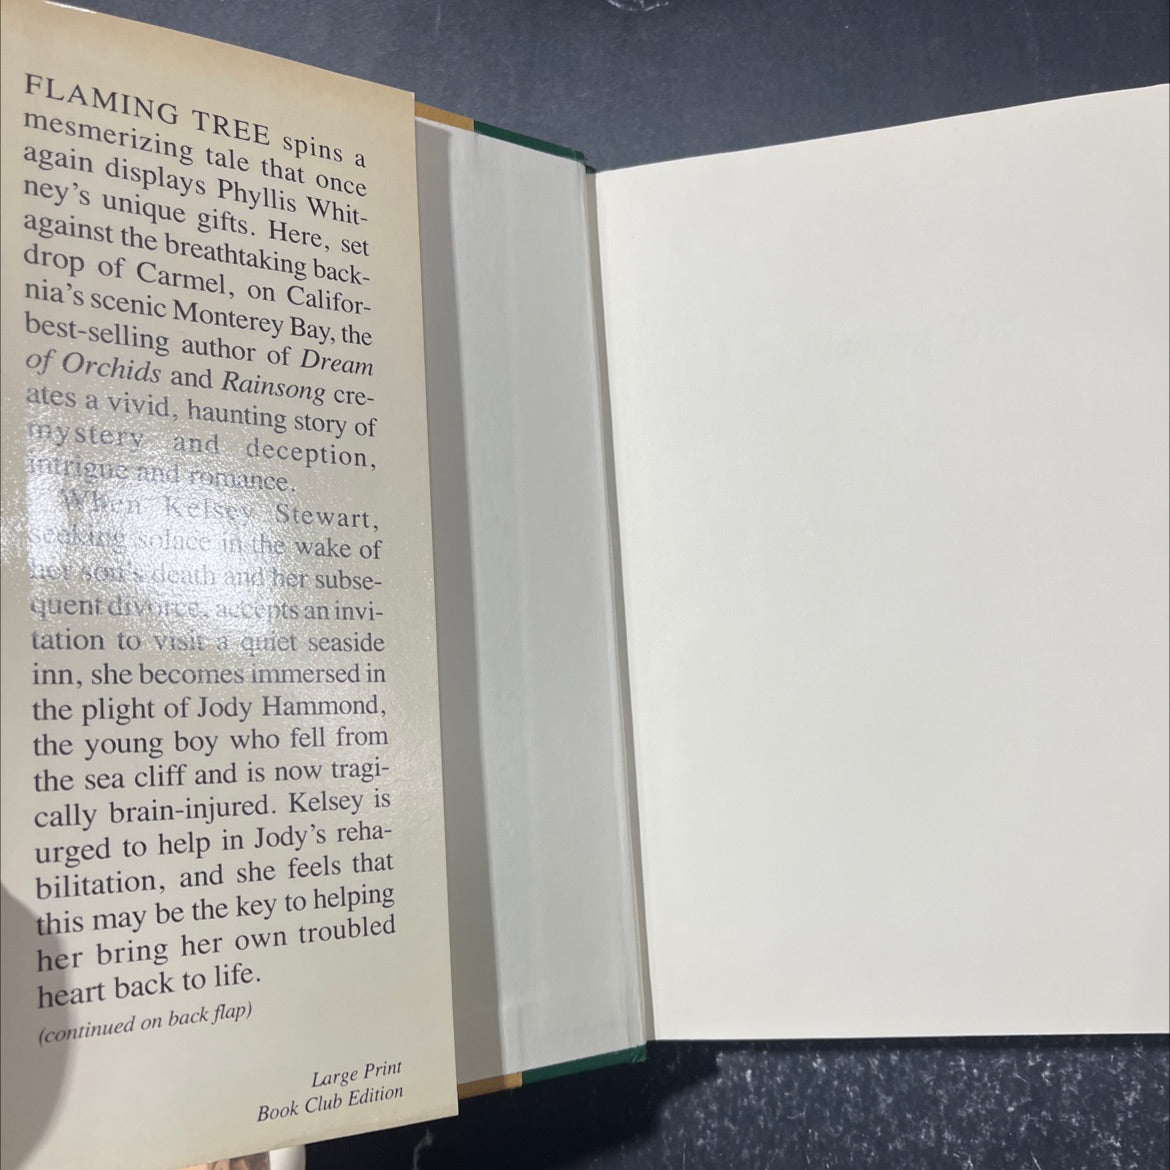 FLAMING TREE spins a
mesmerizing tale that once
again displays Phyllis Whit-
ney's unique gifts. Here, set
against the breathtaking back-
drop of Carmel, on Califor-
nia's scenic Monterey Bay, the
best-selling author of Dream
of Orchids and Rainsong cre-
ates a vivid, haunting story of
mystery and deception,
intrigue and romance.
When Kelsey Stewart,
seeking solace in the wake of
her son's death and her subse-
quent divorce, accepts an invi-
tation to visit a quiet seaside
inn, she becomes immersed in
the plight of Jody Hammond,
the young boy who fell from
the sea cliff and is now tragi-
cally brain-injured. Kelsey is
urged to help in Jody's reha-
bilitation, and she feels that
this may be the key to helping
her bring her own troubled
heart back to life.
(continued on back flap)
Large Print
Book Club Edition